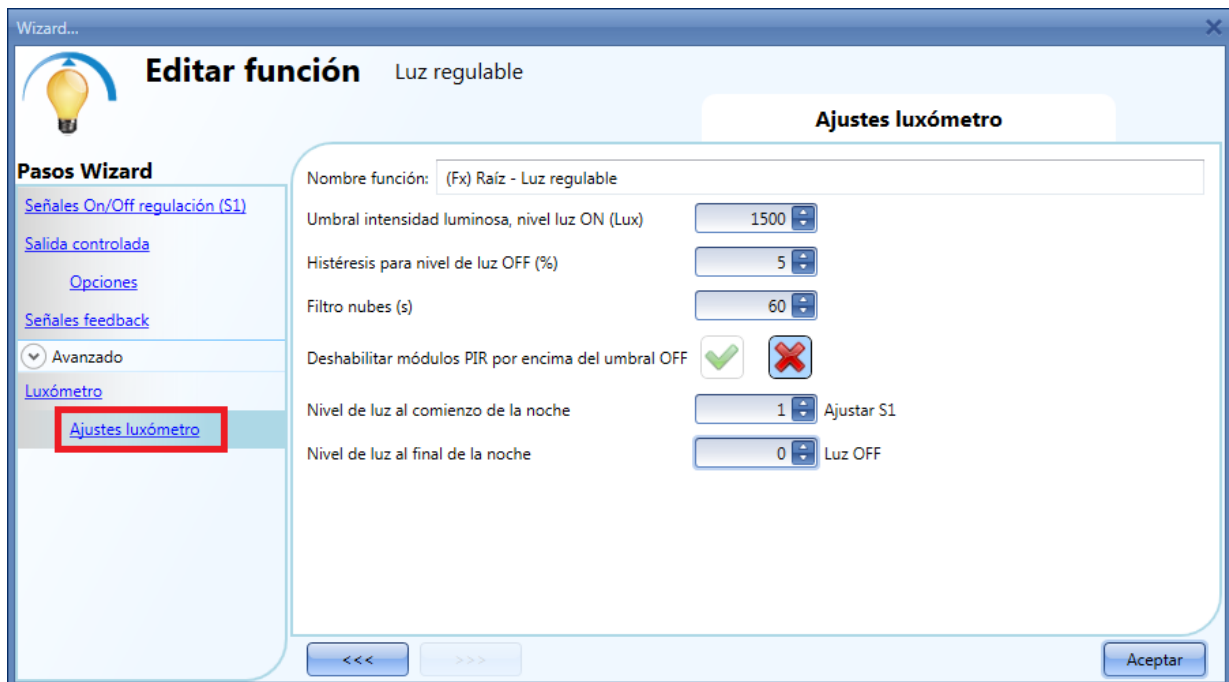 Wizard...
Editar función Luz regulable
Ajustes luxómetro
Pasos Wizard
Señales On/Off regulación (S1)
Salida controlada
Opciones
Señales feedback
Avanzado
Luxómetro
Ajustes luxómetro
Nombre función: (Fx) Raíz - Luz regulable
Umbral intensidad luminosa, nivel luz ON (Lux) 1500
Histéresis para nivel de luz OFF (%) 5
Filtro nubes (s) 60
Deshabilitar módulos PIR por encima del umbral OFF
Nivel de luz al comienzo de la noche 1 Ajustar S1
Nivel de luz al final de la noche 0 Luz OFF
<<< >>> Aceptar